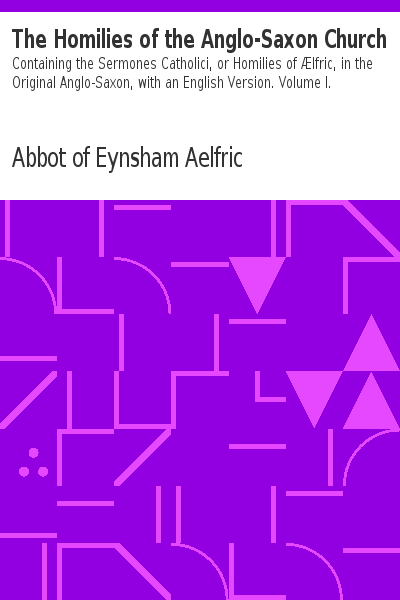 The Homilies of the Anglo-Saxon Church
Containing the Sermones Catholici, or Homilies of Ælfric, in the
Original Anglo-Saxon, with an English Version. Volume I.
Abbot of Eynsham Aelfric